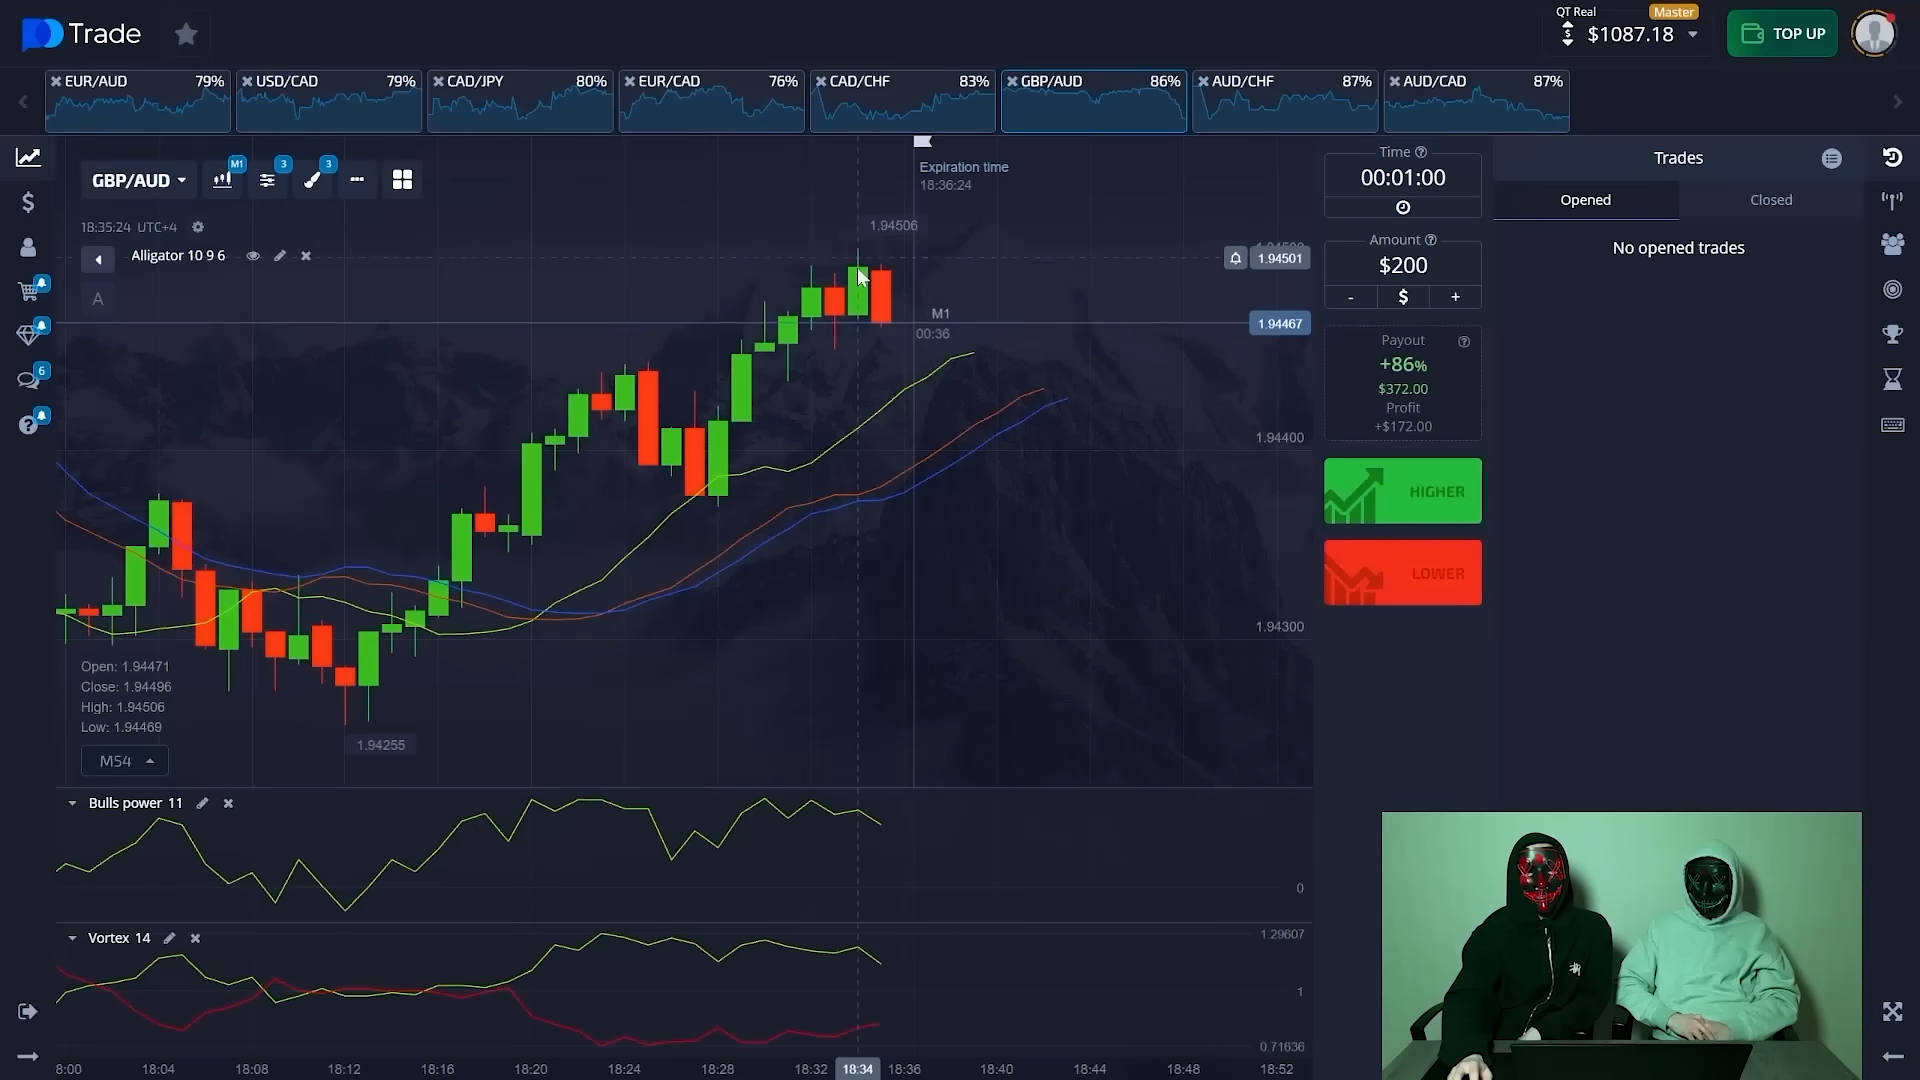 Trade
QT Real
Master
$1087.18
TOP UP
EUR/AUD 79%
USD/CAD 79%
CAD/JPY 80%
EUR/CAD 76%
CAD/CHF 83%
GBP/AUD 86%
AUD/CHF 87%
AUD/CAD 87%
GBP/AUD
M1
3
3
Expiration time
18:36:24
18:35:24 UTC+4
Alligator 10 9 6
A
1.94506
1.94501
M1
00:36
1.94467
1.94400
1.94300
1.94255
Open: 1.94471
Close: 1.94496
High: 1.94506
Low: 1.94469
M54
Bulls power 11
0
Vortex 14
1.29607
1
0.71636
8:00 18:04 18:08 18:12 18:16 18:20 18:24 18:28 18:32 18:34 18:36 18:40 18:44 18:48 18:52
6
Time
00:01:00
Amount
$200
- $ +
Payout
+86%
$372.00
Profit
+$172.00
HIGHER
LOWER
Trades
Opened
Closed
No opened trades